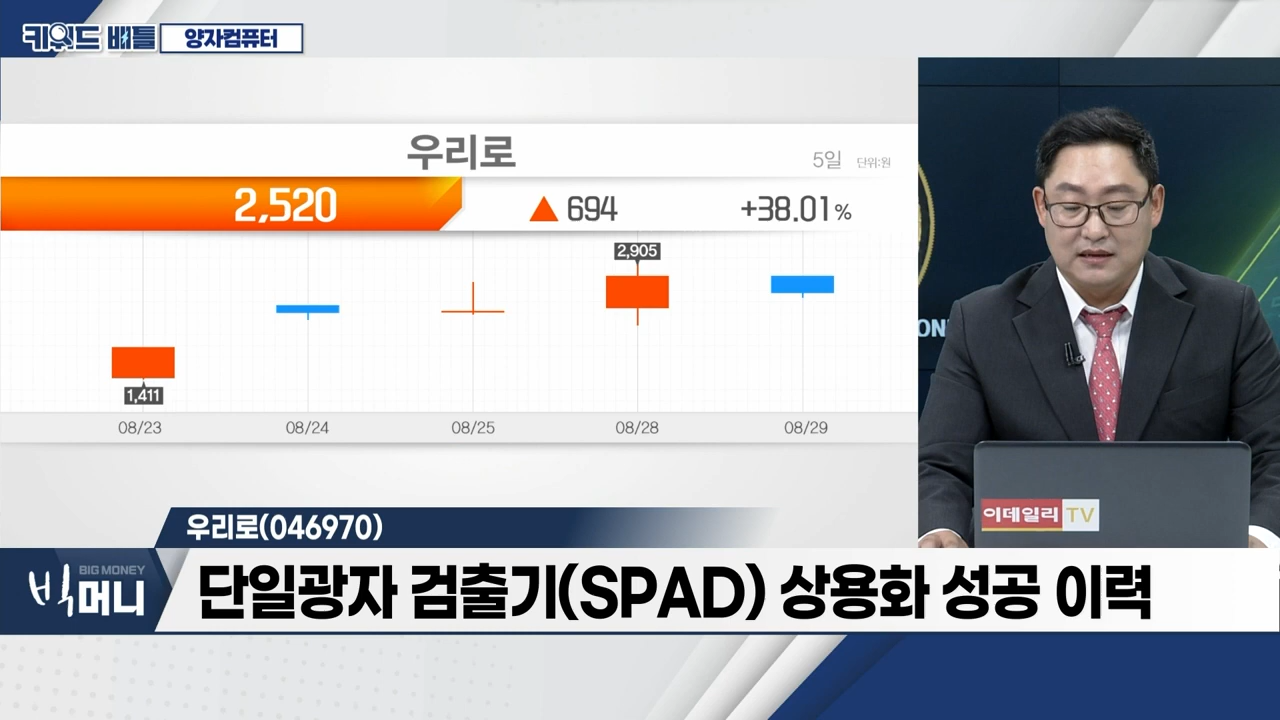 키워드 배틀 양자컴퓨터
우리로
5일 단위:원
2,520 ▲ 694 +38.01%
2,905
1,411
08/23 08/24 08/25 08/28 08/29
이데일리 TV
우리로(046970)
BIG MONEY
빅머니
단일광자 검출기(SPAD) 상용화 성공 이력